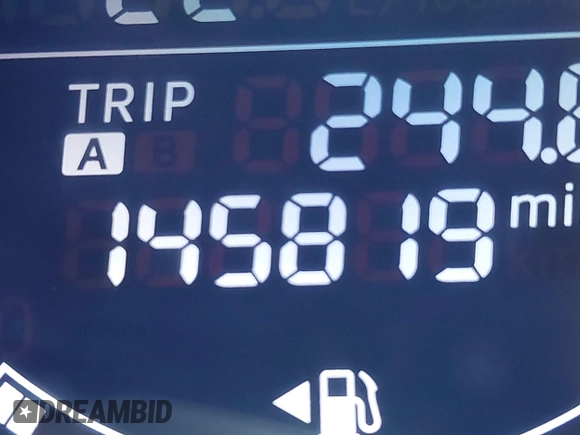 TRIP 244.
A
145819 mi
DREAMBID